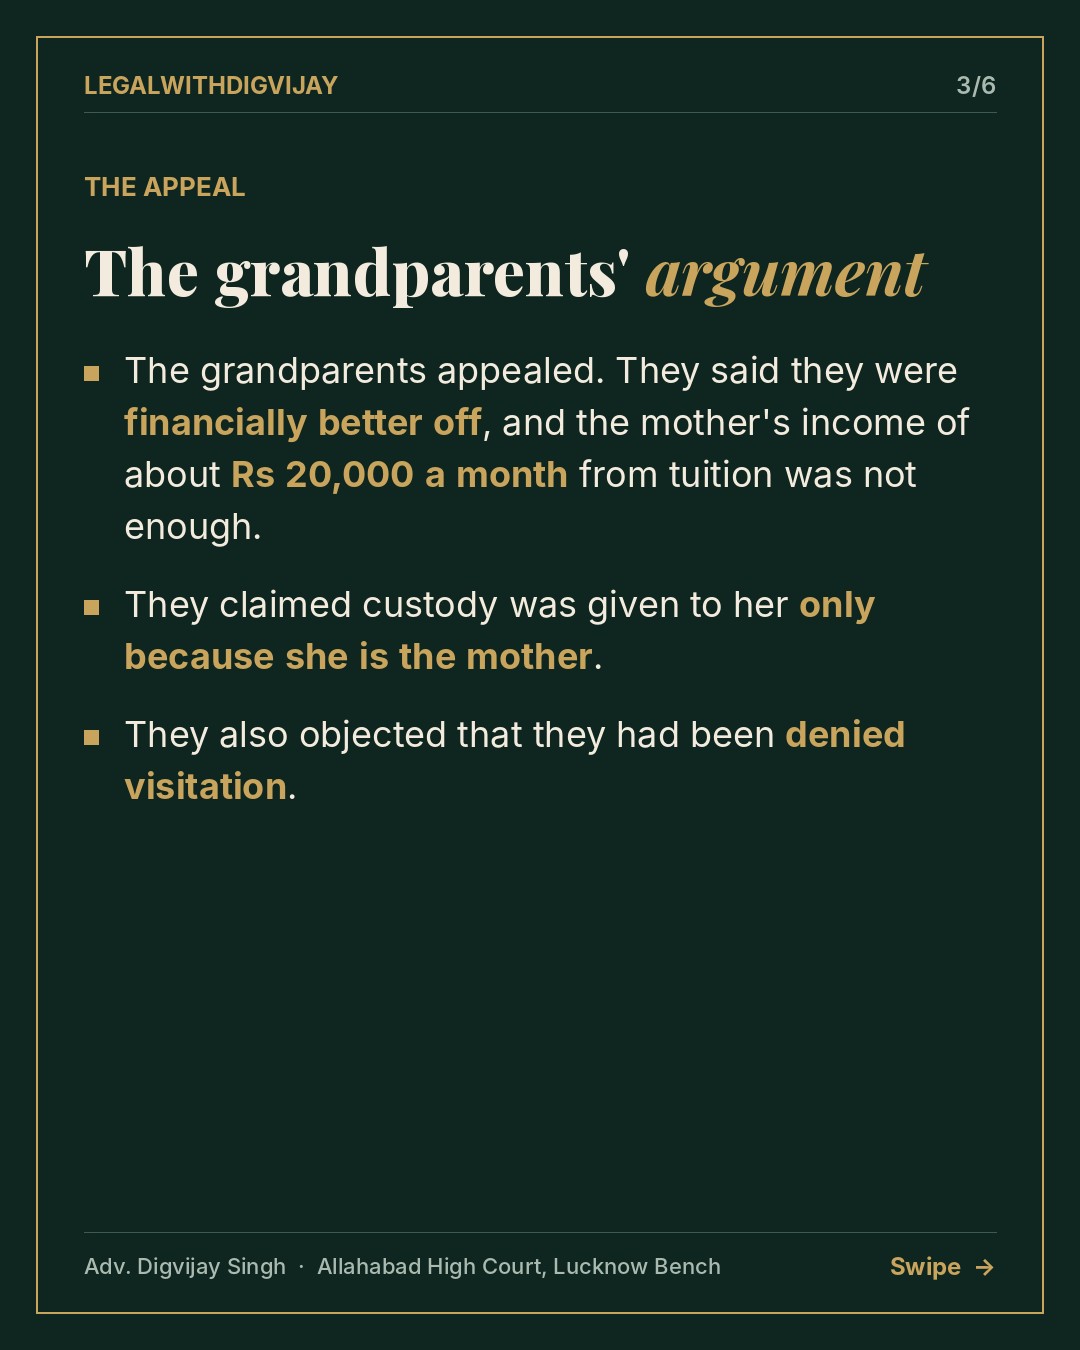 LEGALWITHDIGVIJAY
3/6
THE APPEAL
The grandparents' argument
The grandparents appealed. They said they were
financially better off, and the mother's income of
about Rs 20,000 a month from tuition was not
enough.
They claimed custody was given to her only
because she is the mother.
They also objected that they had been denied
visitation.
Adv. Digvijay Singh · Allahabad High Court, Lucknow Bench
Swipe →